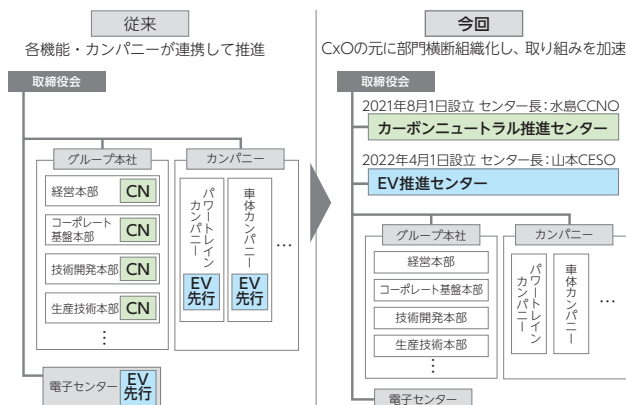 従来
各機能・カンパニーが連携して推進
取締役会
グループ本社
経営本部 CN
コーポレート
基盤本部 CN
技術開発本部 CN
生産技術本部 CN
⋮
カンパニー
パワートレイン
カンパニー
EV
先行
車体カンパニー
EV
先行
…
電子センター
EV
先行
今回
CxOの元に部門横断組織化し、取り組みを加速
取締役会
2021年8月1日設立 センター長：水島CCNO
カーボンニュートラル推進センター
2022年4月1日設立 センター長：山本CESO
EV推進センター
グループ本社
経営本部
コーポレート基盤本部
技術開発本部
生産技術本部
⋮
カンパニー
パワートレイン
カンパニー
車体カンパニー
…
電子センター